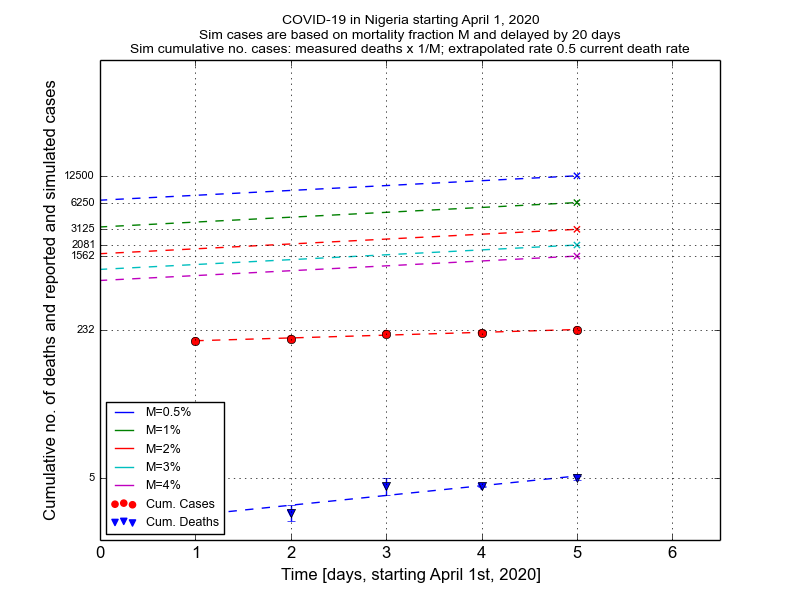 COVID-19 in Nigeria starting April 1, 2020
Sim cases are based on mortality fraction M and delayed by 20 days
Sim cumulative no. cases: measured deaths x 1/M; extrapolated rate 0.5 current death rate
Cumulative no. of deaths and reported and simulated cases
12500
6250
3125
2081
1562
232
5
M=0.5%
M=1%
M=2%
M=3%
M=4%
Cum. Cases
Cum. Deaths
0 1 2 3 4 5 6
Time [days, starting April 1st, 2020]